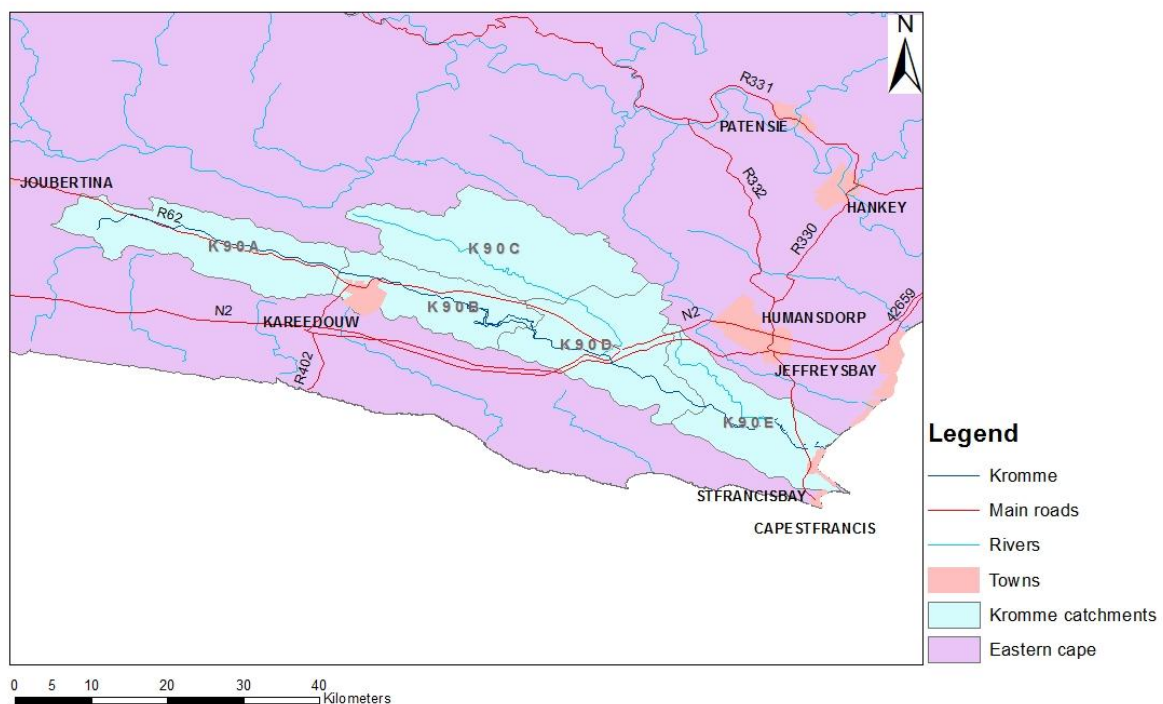 N
R331
PATENSIE
JOUBERTINA
R332
HANKEY
R62
R330
K90A
K90C
42659
N2
K90B
N2
HUMANSDORP
KAREEDOUW
K90D
JEFFREYSBAY
R402
K90E
STFRANCISBAY
CAPESTFRANCIS
Legend
Kromme
Main roads
Rivers
Towns
Kromme catchments
Eastern cape
0 5 10 20 30 40
Kilometers